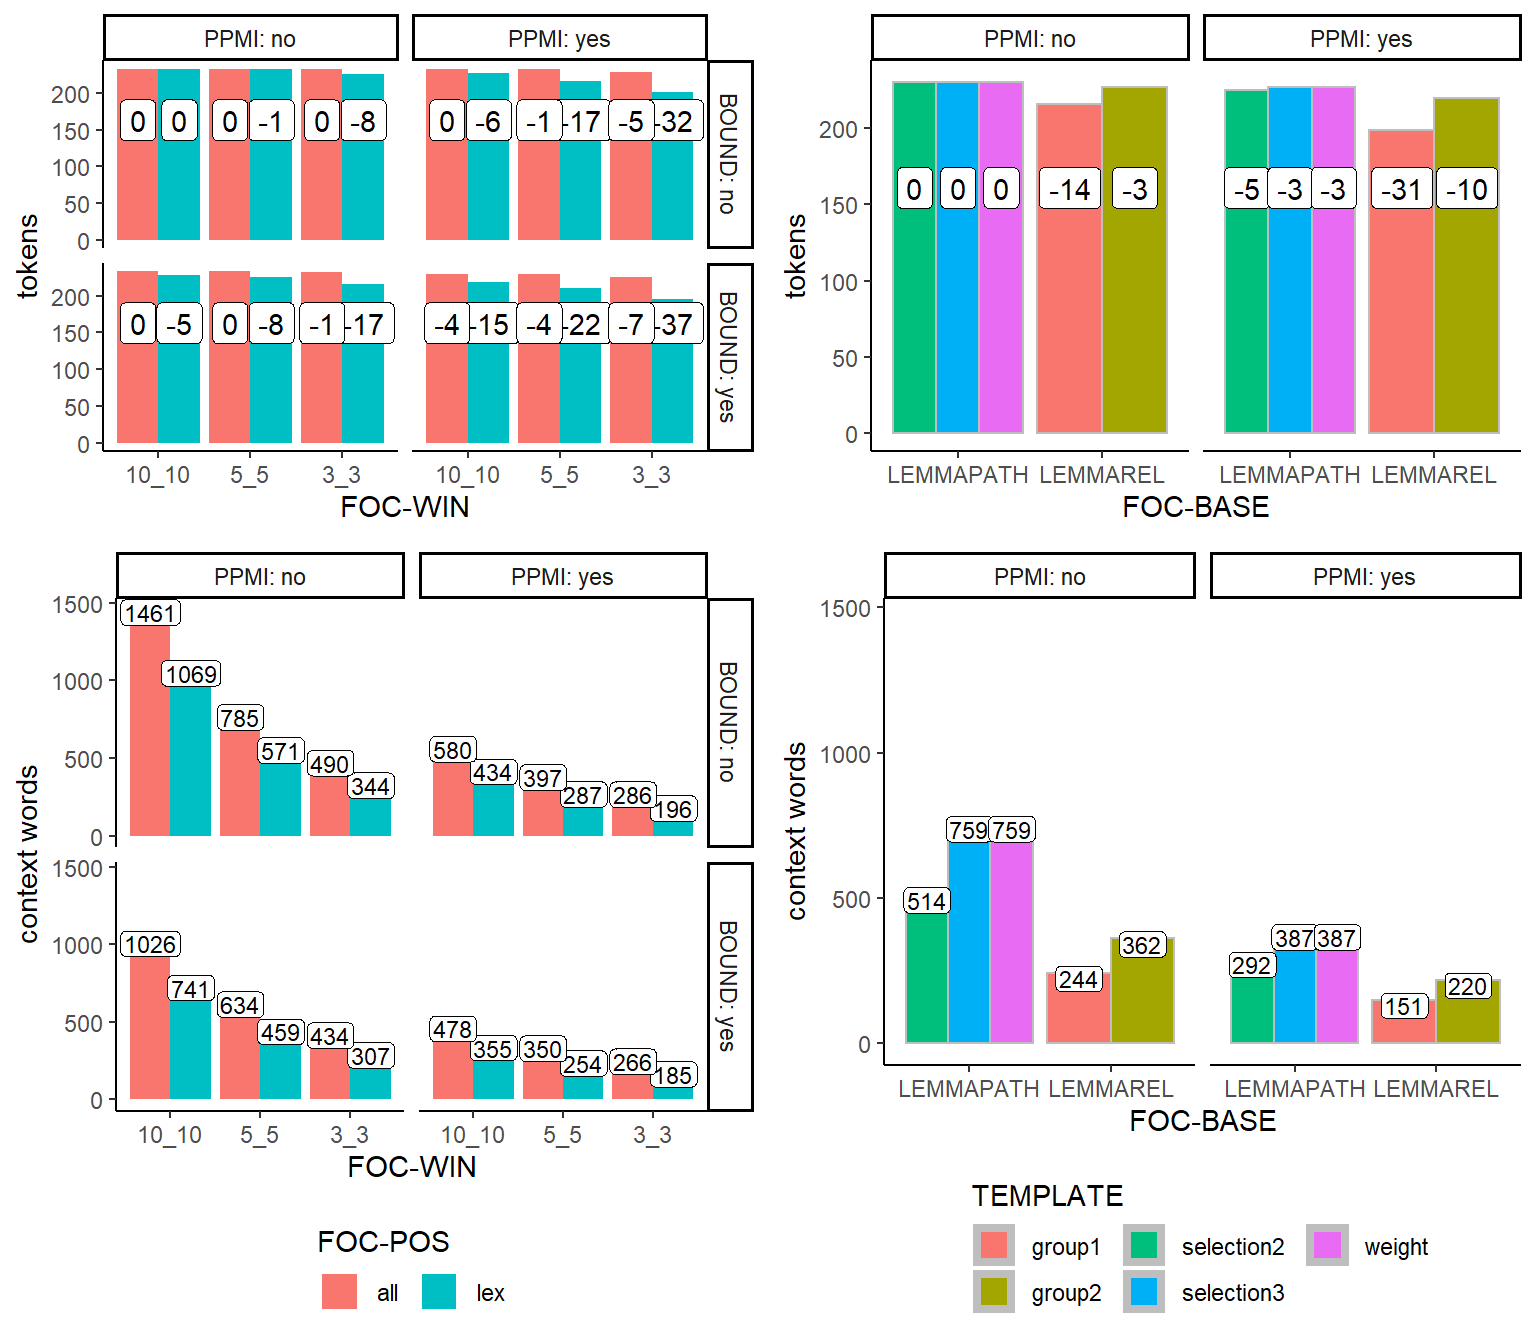 PPMI: no
PPMI: yes
tokens
200
150
100
50
0
0
0
0
-1
0
-8
0
-6
-1
-17
-5
-32
BOUND: no
200
150
100
50
0
0
-5
0
-8
-1
-17
-4
-15
-4
-22
-7
-37
BOUND: yes
10_10
5_5
3_3
10_10
5_5
3_3
FOC-WIN
PPMI: no
PPMI: yes
tokens
200
150
100
50
0
0
0
0
-14
-3
-5
-3
-3
-31
-10
LEMMAPATH
LEMMAREL
LEMMAPATH
LEMMAREL
FOC-BASE
PPMI: no
PPMI: yes
context words
1500
1000
500
0
1461
1069
785
571
490
344
580
434
397
287
286
196
BOUND: no
1500
1000
500
0
1026
741
634
459
434
307
478
355
350
254
266
185
BOUND: yes
10_10
5_5
3_3
10_10
5_5
3_3
FOC-WIN
FOC-POS
all
lex
PPMI: no
PPMI: yes
context words
1500
1000
500
0
514
759
759
244
362
292
387
387
151
220
LEMMAPATH
LEMMAREL
LEMMAPATH
LEMMAREL
FOC-BASE
TEMPLATE
group1
selection2
weight
group2
selection3